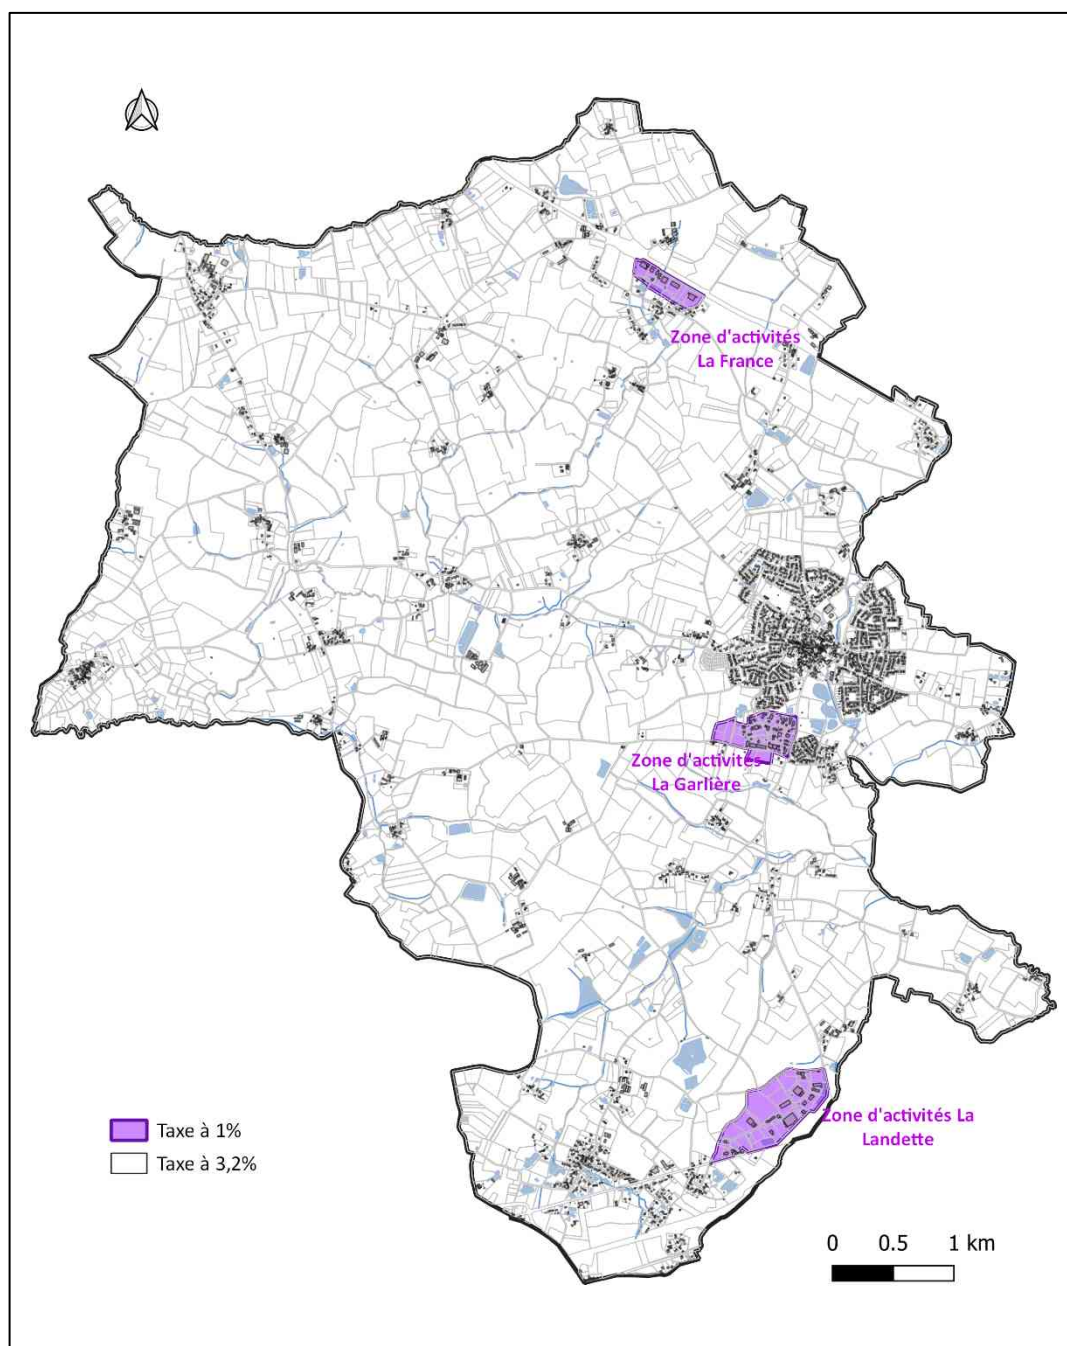 Zone d'activités
La France
Zone d'activités
La Garlière
Zone d'activités La
Landette
Taxe à 1%
Taxe à 3,2%
0 0.5 1 km